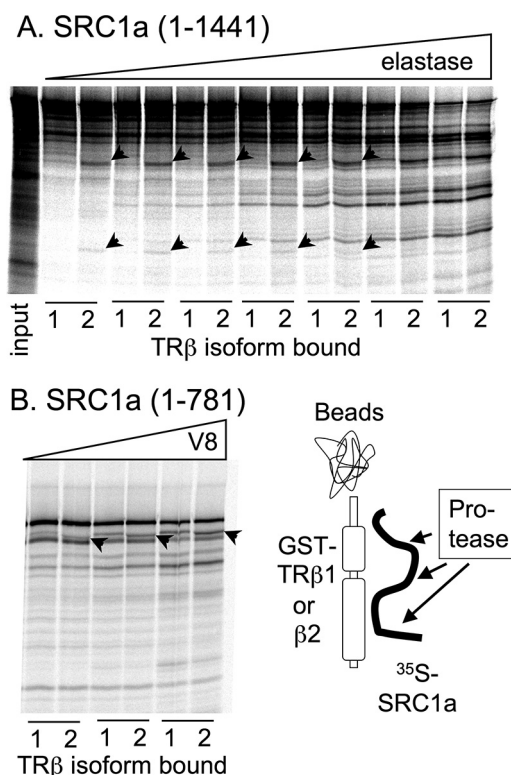 A. SRC1a (1-1441)
elastase
input
1 2 1 2 1 2 1 2 1 2 1 2 1 2
TRβ isoform bound
B. SRC1a (1-781)
V8
1 2 1 2 1 2
TRβ isoform bound
Beads
GST-
TRβ1
or
β2
Pro-
tease
35S-
SRC1a